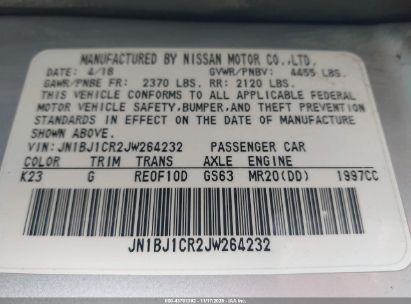 MANUFACTURED BY NISSAN MOTOR CO.,LTD.
DATE: 4/18 GVWR/PNBV: 4455 LBS.
GAWR/PNBE FR: 2370 LBS. RR: 2120 LBS.
THIS VEHICLE CONFORMS TO ALL APPLICABLE FEDERAL
MOTOR VEHICLE SAFETY, BUMPER, AND THEFT PREVENTION
STANDARDS IN EFFECT ON THE DATE OF MANUFACTURE
SHOWN ABOVE.
VIN: JN1BJ1CR2JW264232 PASSENGER CAR
COLOR TRIM TRANS AXLE ENGINE
K23 G RE0F10D GS63 MR20(DD) 1997CC
JN1BJ1CR2JW264232